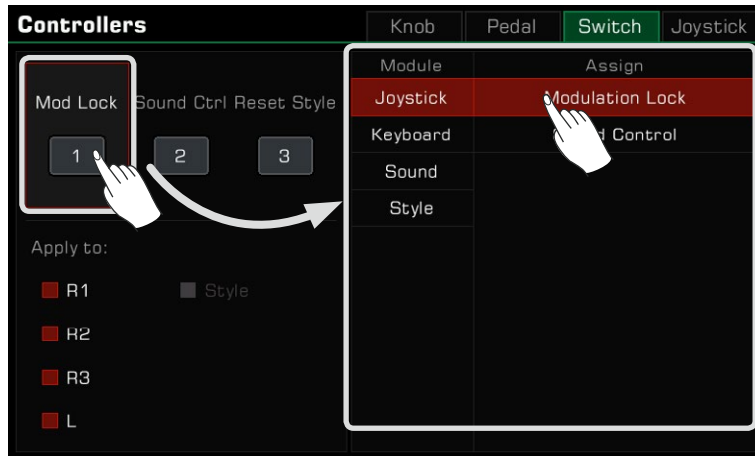 Controllers
Knob
Pedal
Switch
Joystick
Mod Lock
Sound Ctrl
Reset Style
1
2
3
Apply to:
R1
Style
R2
R3
L
Module
Assign
Joystick
Modulation Lock
Keyboard
Control
Sound
Style